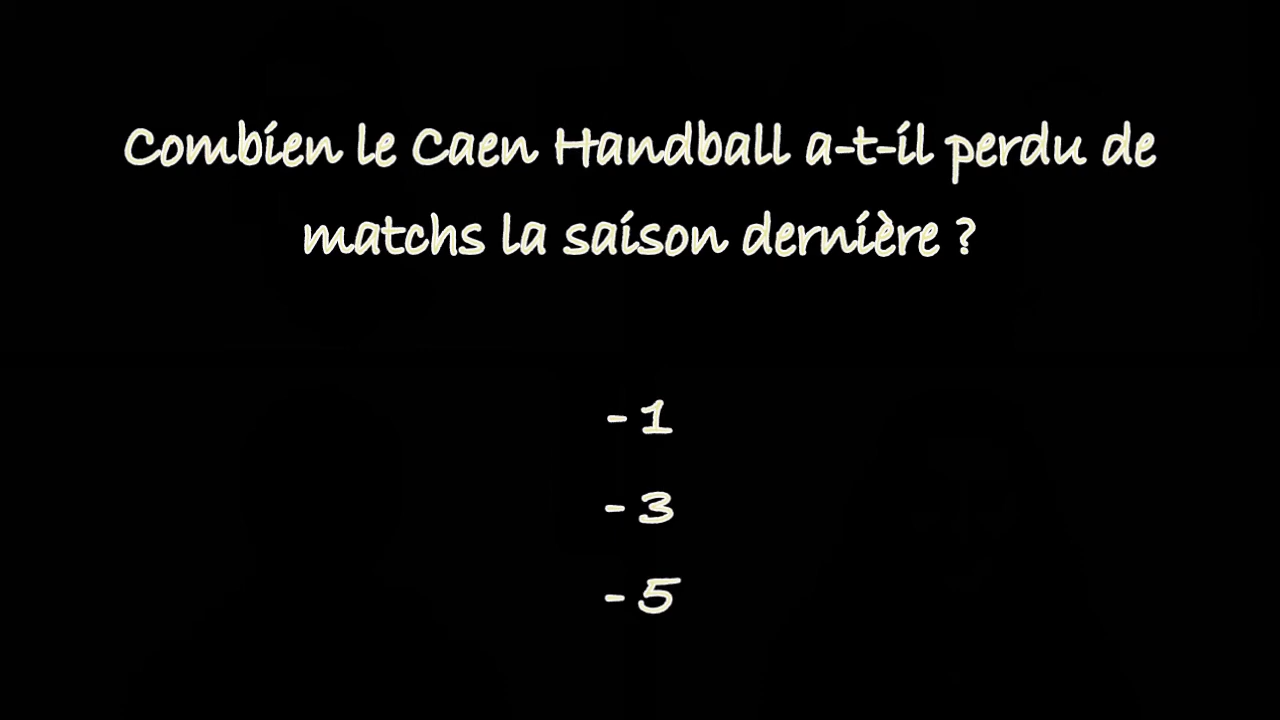 Combien le Caen Handball a-t-il perdu de
matchs la saison dernière ?
- 1
- 3
- 5